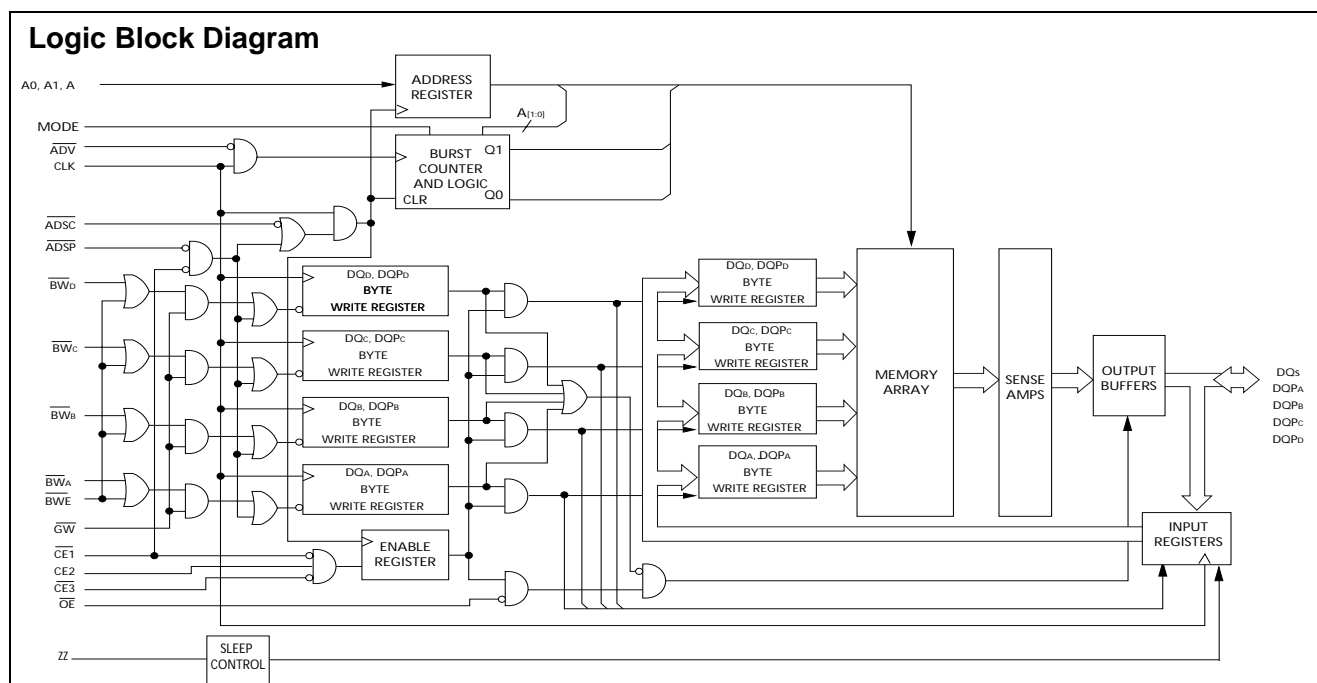 Logic Block Diagram
A0, A1, A
ADDRESS
REGISTER
A[1:0]
MODE
ADV
CLK
BURST
COUNTER
AND LOGIC
CLR
Q1
Q0
ADSC
ADSP
BWD
BWC
BWB
BWA
BWE
GW
CE1
CE2
CE3
OE
ZZ
DQD, DQPD
BYTE
WRITE REGISTER
DQC, DQPC
BYTE
WRITE REGISTER
DQB, DQPB
BYTE
WRITE REGISTER
DQA, DQPA
BYTE
WRITE REGISTER
ENABLE
REGISTER
SLEEP
CONTROL
DQD, DQPD
BYTE
WRITE REGISTER
DQC, DQPC
BYTE
WRITE REGISTER
DQB, DQPB
BYTE
WRITE REGISTER
DQA, DQPA
BYTE
WRITE REGISTER
MEMORY
ARRAY
SENSE
AMPS
OUTPUT
BUFFERS
INPUT
REGISTERS
DQS
DQPA
DQPB
DQPC
DQPD